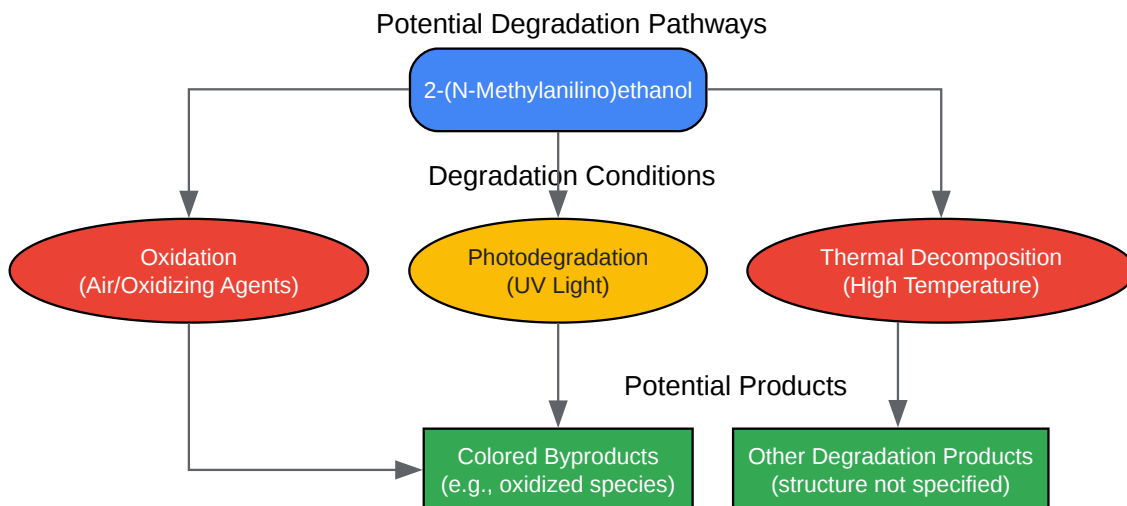 Potential Degradation Pathways
2-(N-Methylanilino)ethanol
Degradation Conditions
Oxidation
(Air/Oxidizing Agents)
Photodegradation
(UV Light)
Thermal Decomposition
(High Temperature)
Potential Products
Colored Byproducts
(e.g., oxidized species)
Other Degradation Products
(structure not specified)